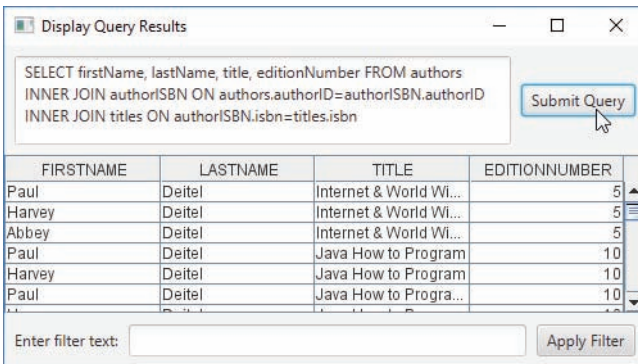 Display Query Results
SELECT firstName, lastName, title, editionNumber FROM authors
INNER JOIN authorISBN ON authors.authorID=authorISBN.authorID
INNER JOIN titles ON authorISBN.isbn=titles.isbn
Submit Query
FIRSTNAME LASTNAME TITLE EDITIONNUMBER
Paul Deitel Internet & World Wi... 5
Harvey Deitel Internet & World Wi... 5
Abbey Deitel Internet & World Wi... 5
Paul Deitel Java How to Program 10
Harvey Deitel Java How to Program 10
Paul Deitel Java How to Progra... 10
Enter filter text: Apply Filter